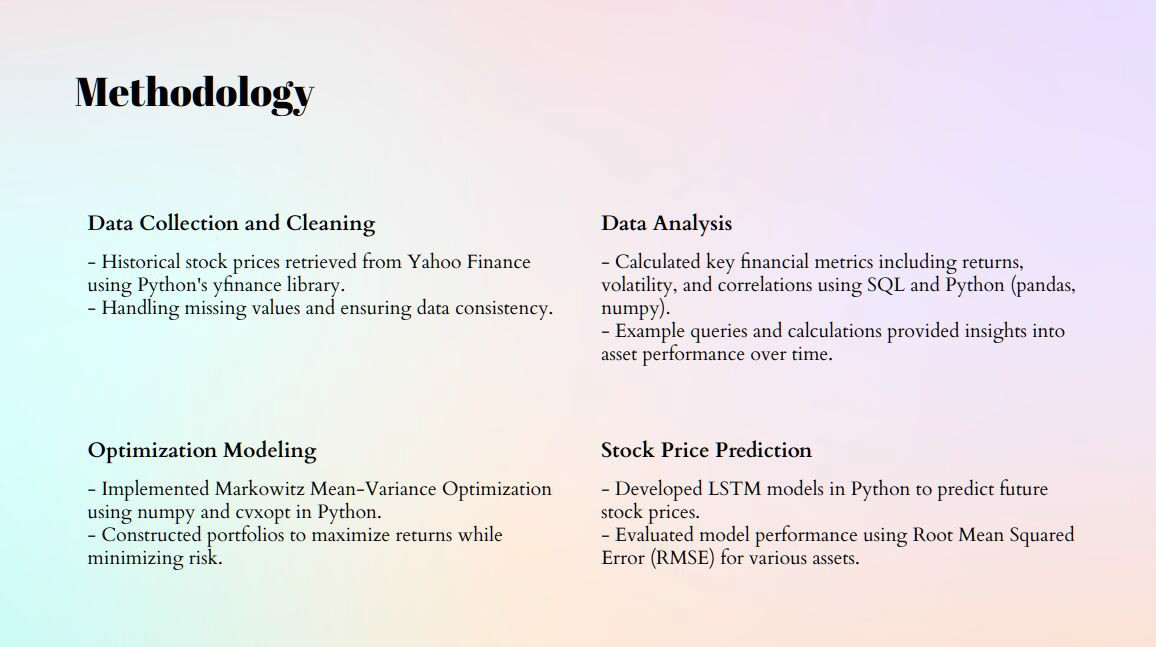 Methodology
Data Collection and Cleaning
- Historical stock prices retrieved from Yahoo Finance
using Python's yfinance library.
- Handling missing values and ensuring data consistency.
Data Analysis
- Calculated key financial metrics including returns,
volatility, and correlations using SQL and Python (pandas,
numpy).
- Example queries and calculations provided insights into
asset performance over time.
Optimization Modeling
- Implemented Markowitz Mean-Variance Optimization
using numpy and cvxopt in Python.
- Constructed portfolios to maximize returns while
minimizing risk.
Stock Price Prediction
- Developed LSTM models in Python to predict future
stock prices.
- Evaluated model performance using Root Mean Squared
Error (RMSE) for various assets.